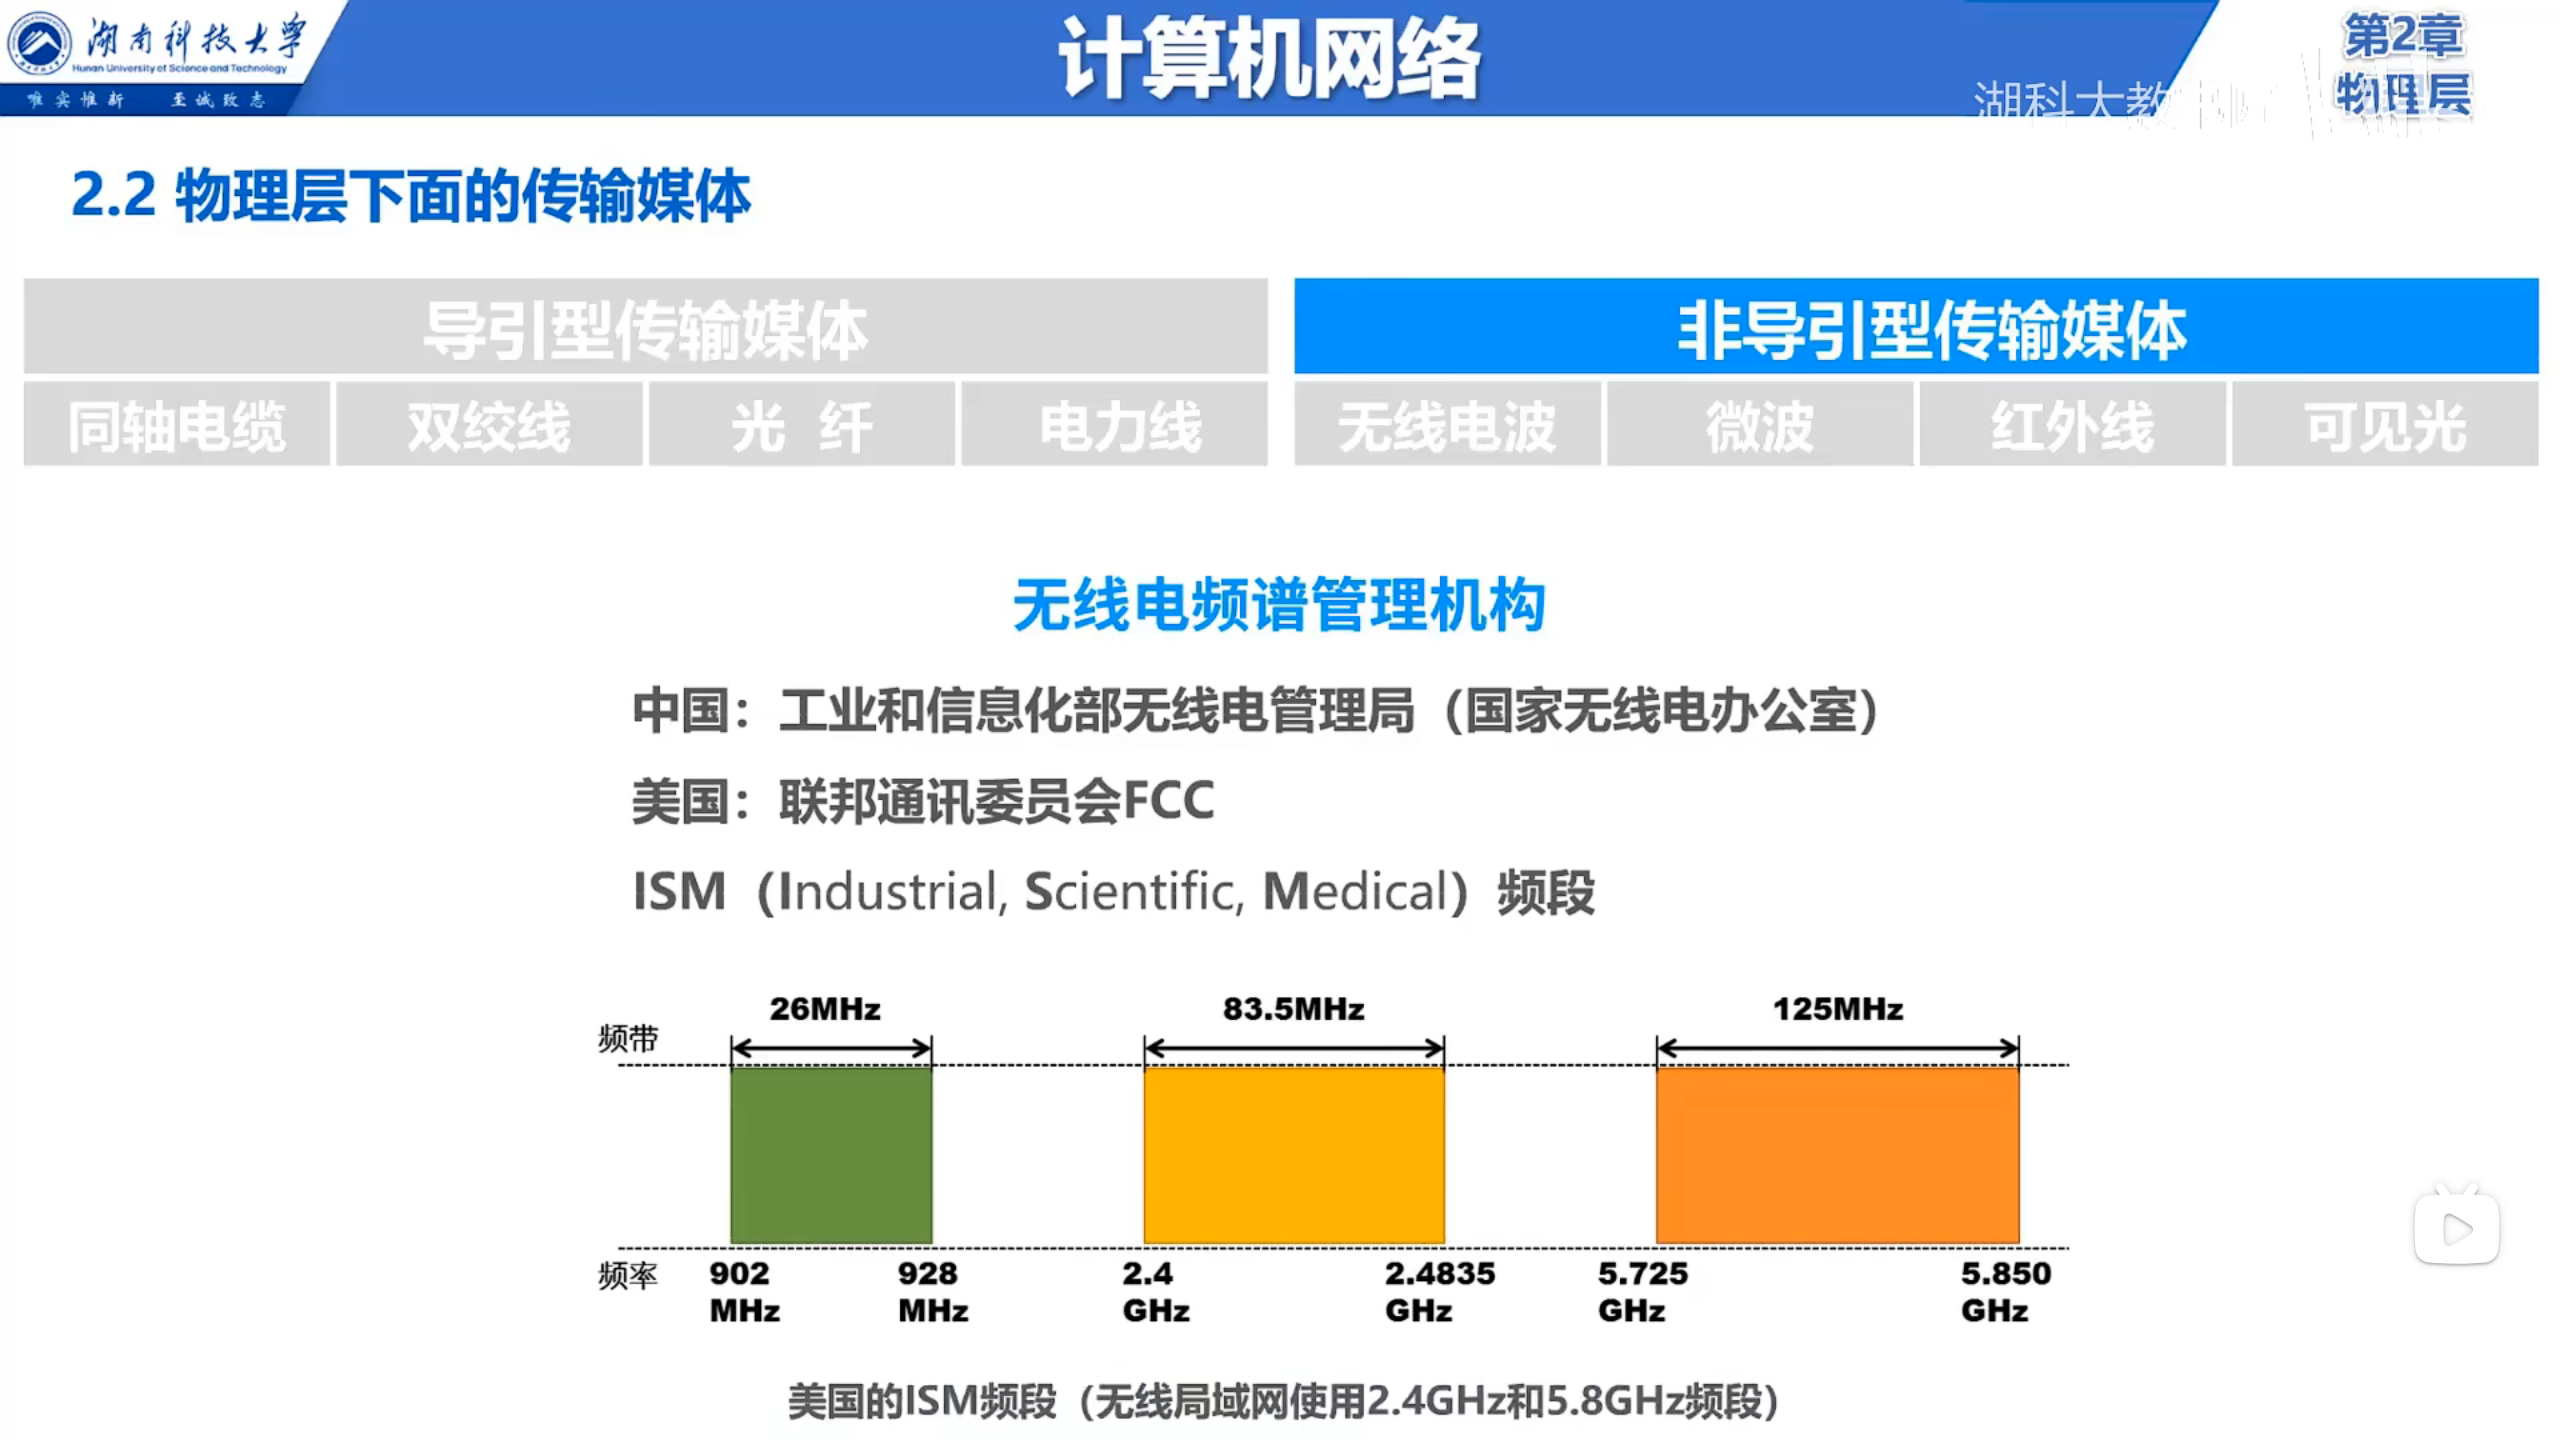 湖南科技大学
Hunan University of Science and Technology
唯实惟新 至诚致志
计算机网络
第2章
物理层
湖科大教
2.2 物理层下面的传输媒体
导引型传输媒体
非导引型传输媒体
同轴电缆 双绞线 光 纤 电力线 无线电波 微波 红外线 可见光
无线电频谱管理机构
中国：工业和信息化部无线电管理局（国家无线电办公室）
美国：联邦通讯委员会FCC
ISM（Industrial, Scientific, Medical）频段
频带 26MHz 83.5MHz 125MHz
频率 902 MHz 928 MHz 2.4 GHz 2.4835 GHz 5.725 GHz 5.850 GHz
美国的ISM频段（无线局域网使用2.4GHz和5.8GHz频段）